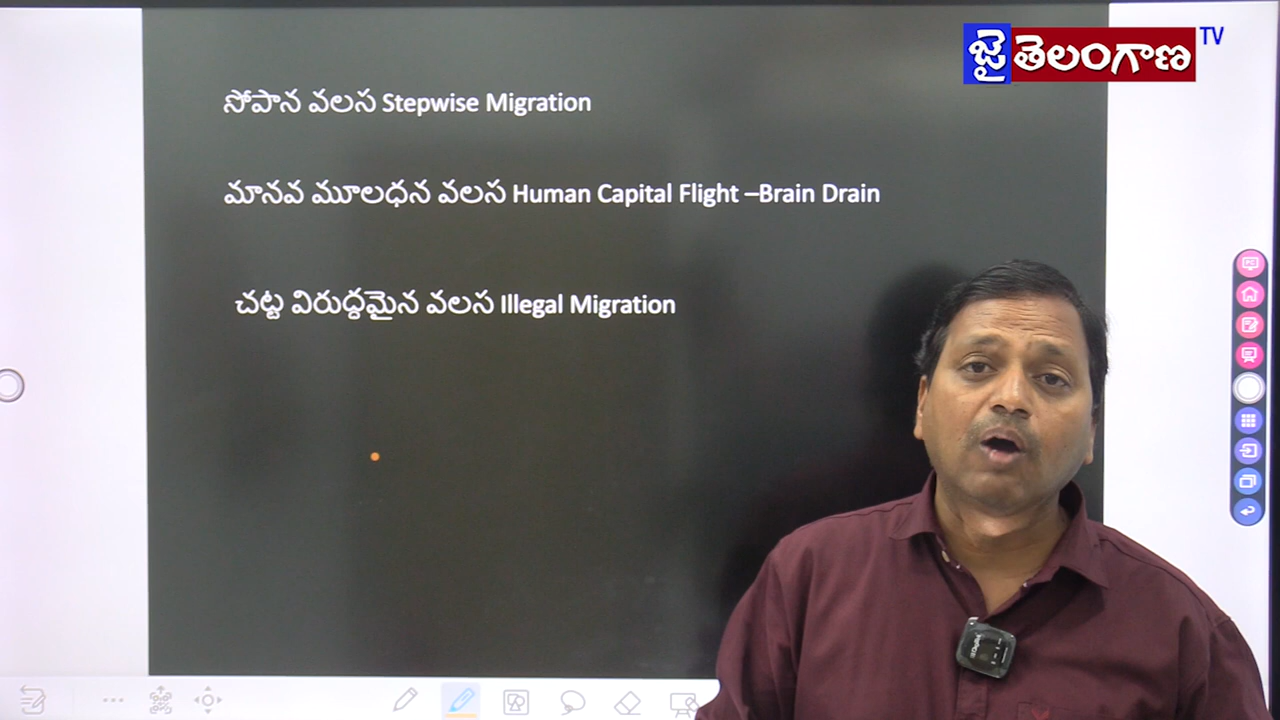 జై తెలంగాణ TV
సోపాన వలస Stepwise Migration
మానవ మూలధన వలస Human Capital Flight –Brain Drain
చట్ట విరుద్ధమైన వలస Illegal Migration